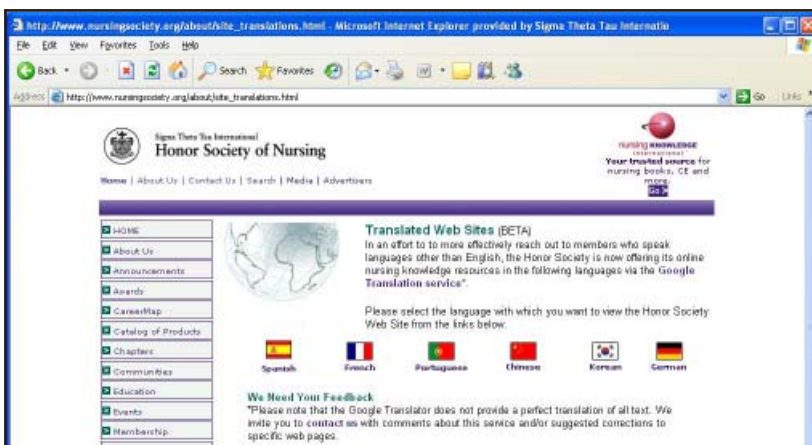 http://www.nursingsociety.org/about/site_translations.html - Microsoft Internet Explorer provided by Sigma Theta Tau Internatio
File Edit View Favorites Tools Help
Back Search Favorites
Address http://www.nursingsociety.org/about/site_translations.html Go Links
Sigma Theta Tau International
Honor Society of Nursing
Home | About Us | Contact Us | Search | Media | Advertisers
nursing KNOWLEDGE
INTERNATIONAL
Your trusted source for
nursing books, CE and
more.
Go
HOME
About Us
Announcements
Awards
CareerMap
Catalog of Products
Chapters
Communities
Education
Events
Membership
Translated Web Sites (BETA)
In an effort to to more effectively reach out to members who speak
languages other than English, the Honor Society is now offering its online
nursing knowledge resources in the following languages via the Google
Translation service*.
Please select the language with which you want to view the Honor Society
Web Site from the links below.
Spanish French Portuguese Chinese Korean German
We Need Your Feedback
*Please note that the Google Translator does not provide a perfect translation of all text. We
invite you to contact us with comments about this service and/or suggested corrections to
specific web pages.